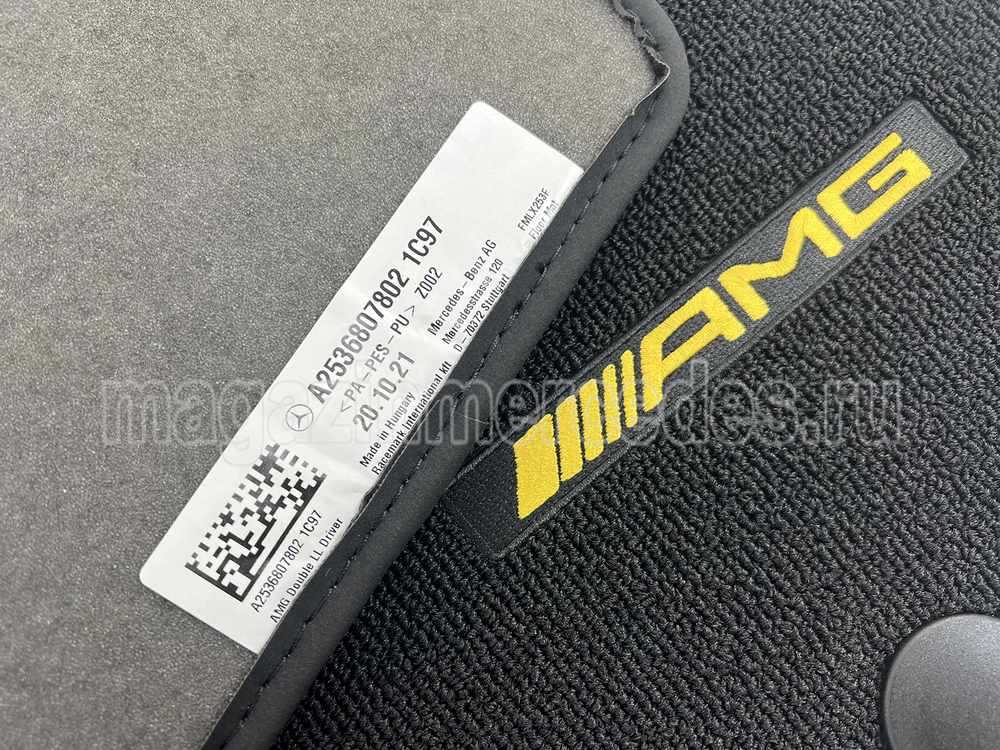 A2536807802 1C97
<PA-PES-PU> Z002
20.10.21
Made in Hungary
Racemark International kft
Mercedes-Benz AG
Mercedesstrasse 120
D-70372 Stuttgart
FMLX253F
Floor Mat
A2536807802 1C97
AMG Double LL Driver
AMG
magazinmercedes.ru